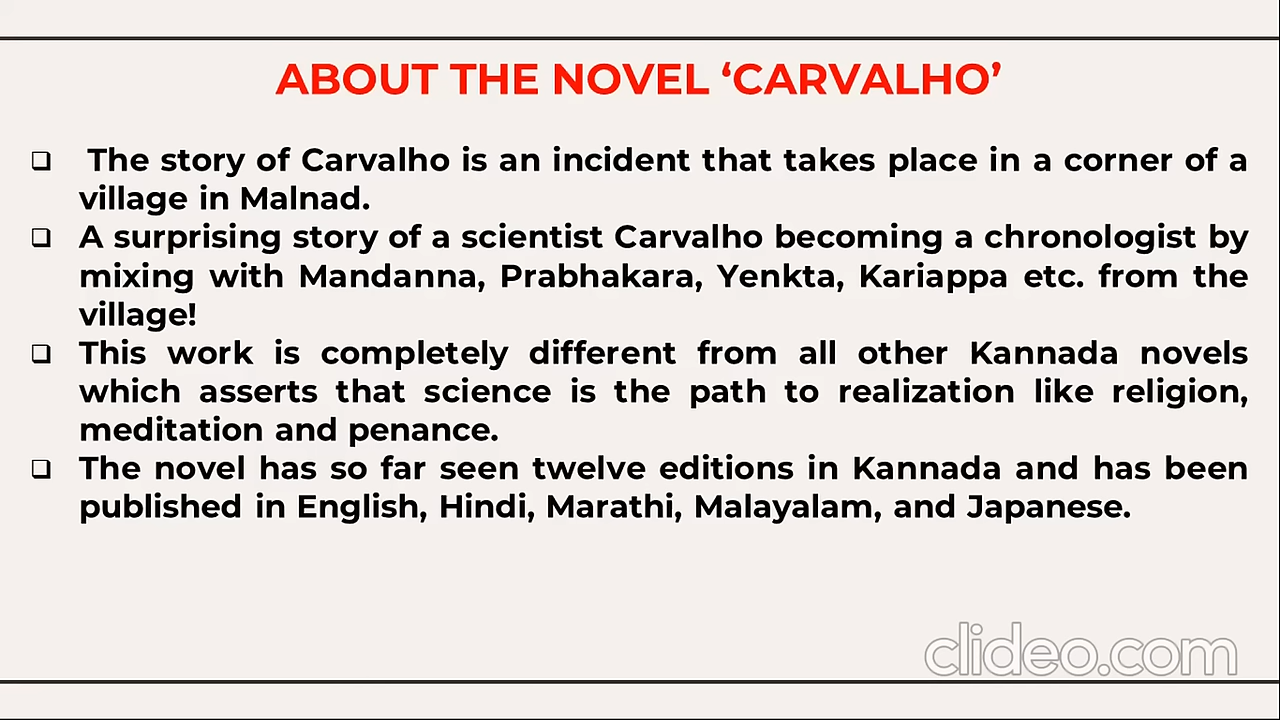 ABOUT THE NOVEL ‘CARVALHO’
❑ The story of Carvalho is an incident that takes place in a corner of a
village in Malnad.
❑ A surprising story of a scientist Carvalho becoming a chronologist by
mixing with Mandanna, Prabhakara, Yenkta, Kariappa etc. from the
village!
❑ This work is completely different from all other Kannada novels
which asserts that science is the path to realization like religion,
meditation and penance.
❑ The novel has so far seen twelve editions in Kannada and has been
published in English, Hindi, Marathi, Malayalam, and Japanese.
clideo.com